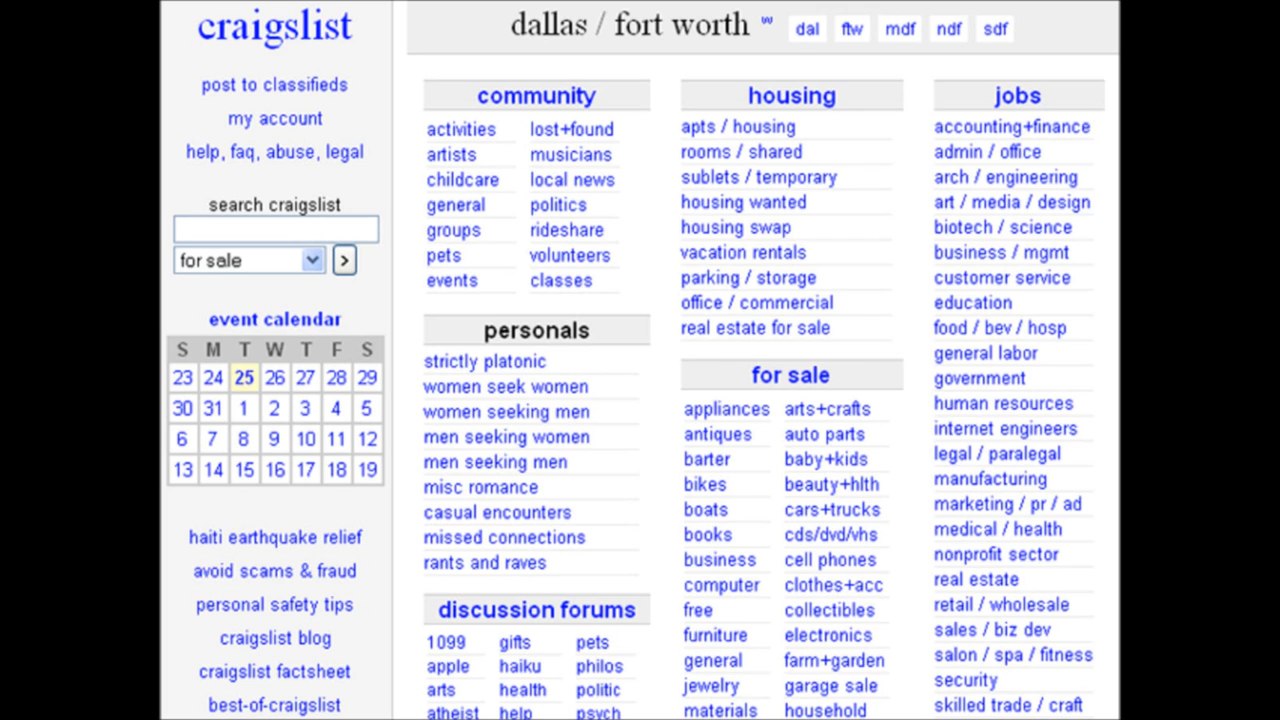 craigslist
post to classifieds
my account
help, faq, abuse, legal
search craigslist
for sale
>
event calendar
S M T W T F S
23 24 25 26 27 28 29
30 31 1 2 3 4 5
6 7 8 9 10 11 12
13 14 15 16 17 18 19
haiti earthquake relief
avoid scams & fraud
personal safety tips
craigslist blog
craigslist factsheet
best-of-craigslist
dallas / fort worth w dal ftw mdf ndf sdf
community
activities lost+found
artists musicians
childcare local news
general politics
groups rideshare
pets volunteers
events classes
personals
strictly platonic
women seek women
women seeking men
men seeking women
men seeking men
misc romance
casual encounters
missed connections
rants and raves
discussion forums
1099 gifts pets
apple haiku philos
arts health politic
atheist help psych
housing
apts / housing
rooms / shared
sublets / temporary
housing wanted
housing swap
vacation rentals
parking / storage
office / commercial
real estate for sale
for sale
appliances arts+crafts
antiques auto parts
barter baby+kids
bikes beauty+hlth
boats cars+trucks
books cds/dvd/vhs
business cell phones
computer clothes+acc
free collectibles
furniture electronics
general farm+garden
jewelry garage sale
materials household
jobs
accounting+finance
admin / office
arch / engineering
art / media / design
biotech / science
business / mgmt
customer service
education
food / bev / hosp
general labor
government
human resources
internet engineers
legal / paralegal
manufacturing
marketing / pr / ad
medical / health
nonprofit sector
real estate
retail / wholesale
sales / biz dev
salon / spa / fitness
security
skilled trade / craft